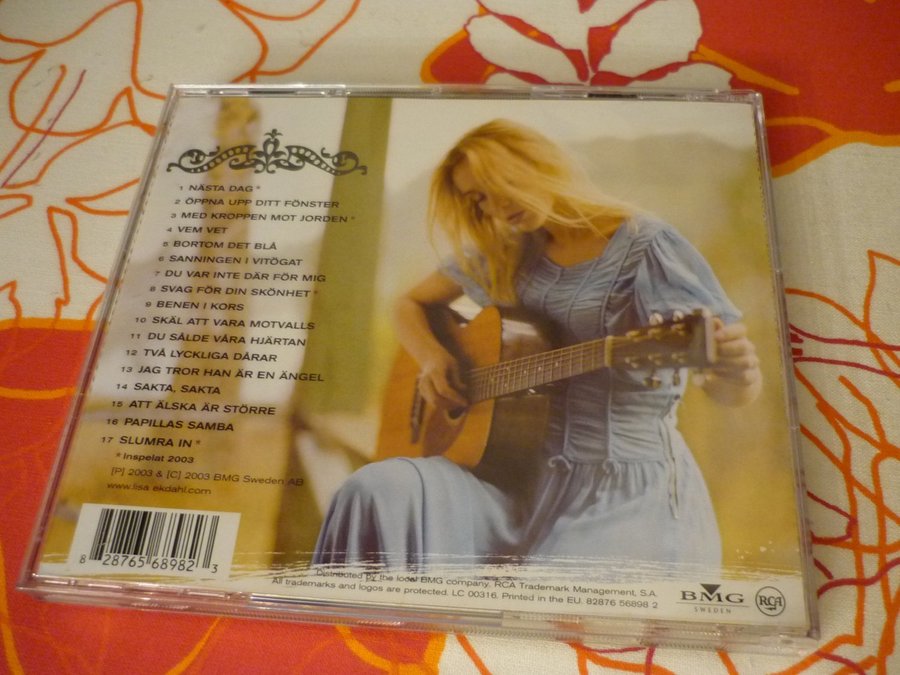 1 NÄSTA DAG*
2 ÖPPNA UPP DITT FÖNSTER
3 MED KROPPEN MOT JORDEN*
4 VEM VET
5 BORTOM DET BLÅ
6 SANNINGEN I VITÖGAT
7 DU VAR INTE DÄR FÖR MIG
8 SVAG FÖR DIN SKÖNHET*
9 BENEN I KORS
10 SKÄL ATT VARA MOTVALLS
11 DU SÅLDE VÅRA HJÄRTAN
12 TVÅ LYCKLIGA DÅRAR
13 JAG TROR HAN ÄR EN ÄNGEL
14 SAKTA, SAKTA
15 ATT ÄLSKA ÄR STÖRRE
16 PAPILLAS SAMBA
17 SLUMRA IN*
*inspelat 2003
[P] 2003 & [C] 2003 BMG Sweden AB
www.lisa.ekdahl.com
8 28765 68982 3
Distributed by the local BMG company. RCA Trademark Management, S.A.
All trademarks and logos are protected. LC 00316. Printed in the EU. 82876 56898 2
BMG
SWEDEN
RCA